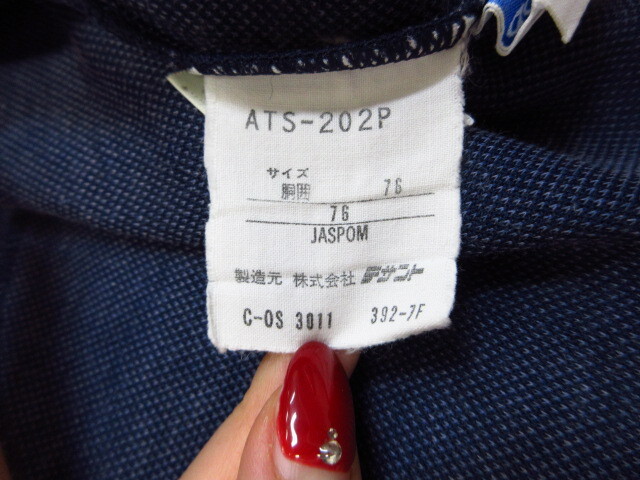 ATS-202P
サイズ
胴囲 76
76
JASPOM
製造元 株式会社 デサント
C-OS 3011 392-7F